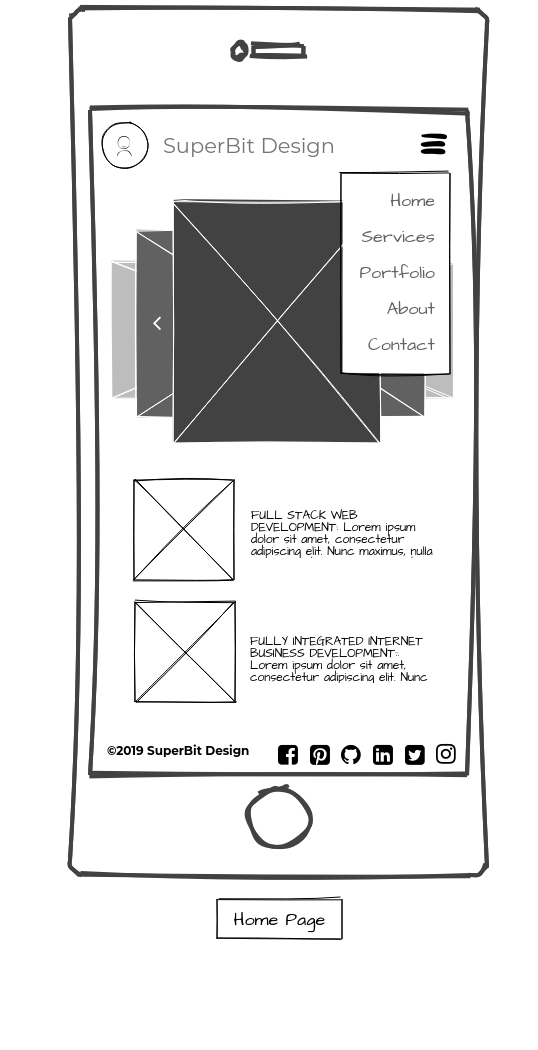 SuperBit Design
Home
Services
Portfolio
About
Contact
FULL STACK WEB
DEVELOPMENT: Lorem ipsum
dolor sit amet, consectetur
adipiscing elit. Nunc maximus, nulla
FULLY INTEGRATED INTERNET
BUSINESS DEVELOPMENT:
Lorem ipsum dolor sit amet,
consectetur adipiscing elit. Nunc
©2019 SuperBit Design
Home Page